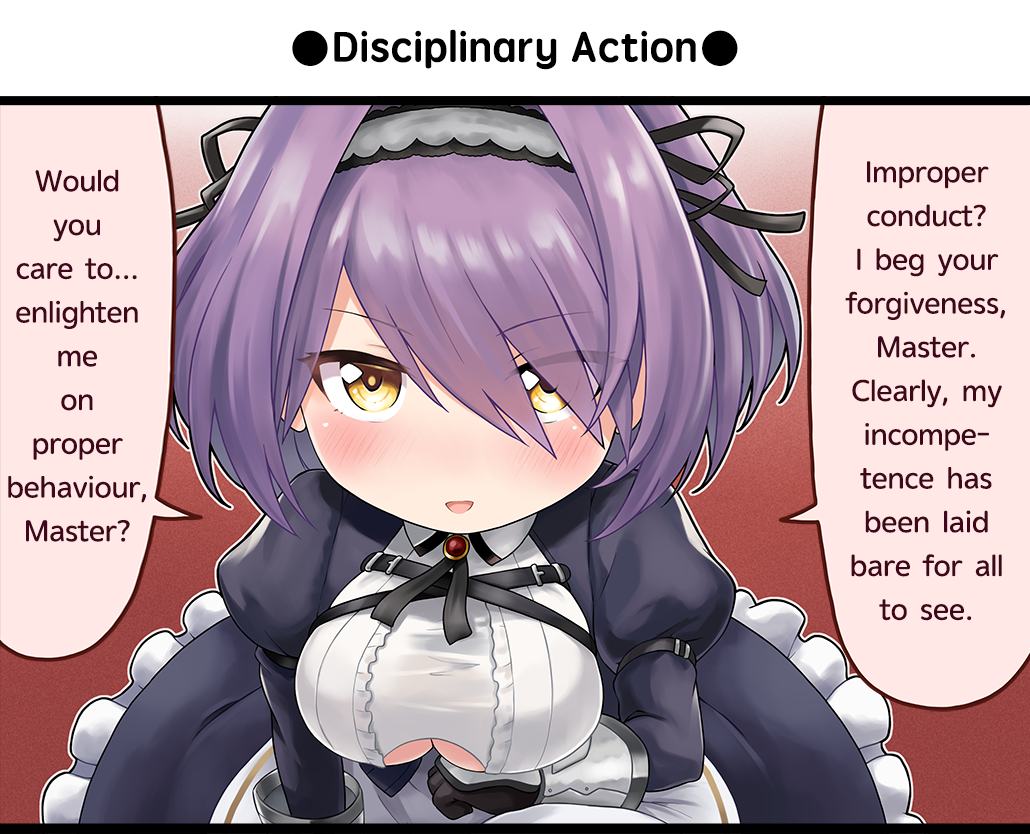 ●Disciplinary Action●
Improper
conduct?
I beg your
forgiveness,
Master.
Clearly, my
incompe-
tence has
been laid
bare for all
to see.
Would
you
care to...
enlighten
me
on
proper
behaviour,
Master?